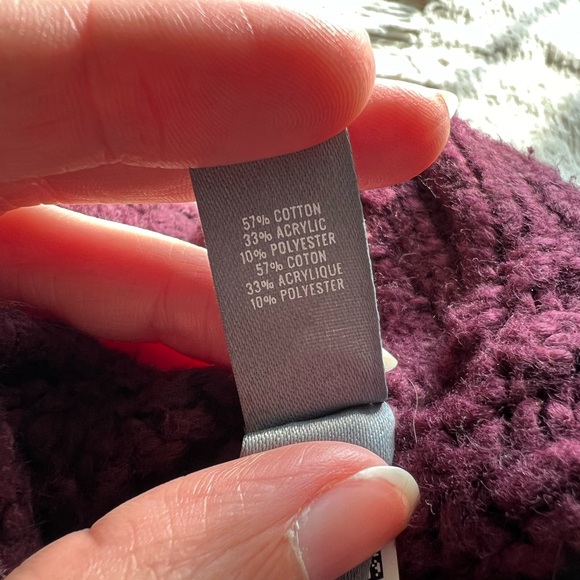 57% COTTON
33% ACRYLIC
10% POLYESTER
57% COTON
33% ACRYLIQUE
10% POLYESTER